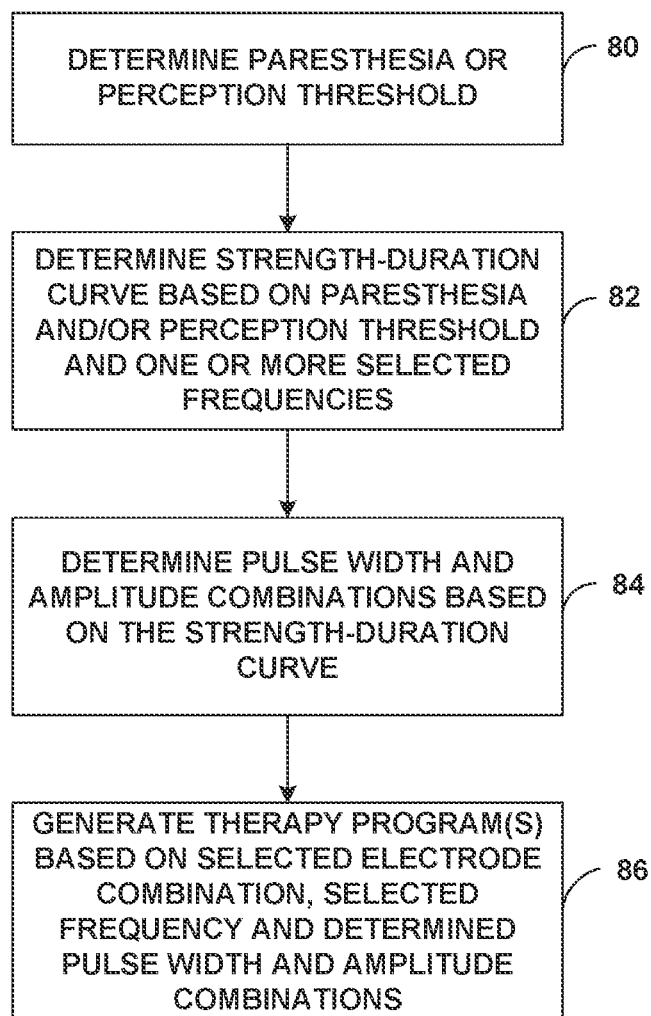 DETERMINE PARESTHESIA OR
PERCEPTION THRESHOLD
80
DETERMINE STRENGTH-DURATION
CURVE BASED ON PARESTHESIA
AND/OR PERCEPTION THRESHOLD
AND ONE OR MORE SELECTED
FREQUENCIES
82
DETERMINE PULSE WIDTH AND
AMPLITUDE COMBINATIONS BASED
ON THE STRENGTH-DURATION
CURVE
84
GENERATE THERAPY PROGRAM(S)
BASED ON SELECTED ELECTRODE
COMBINATION, SELECTED
FREQUENCY AND DETERMINED
PULSE WIDTH AND AMPLITUDE
COMBINATIONS
86